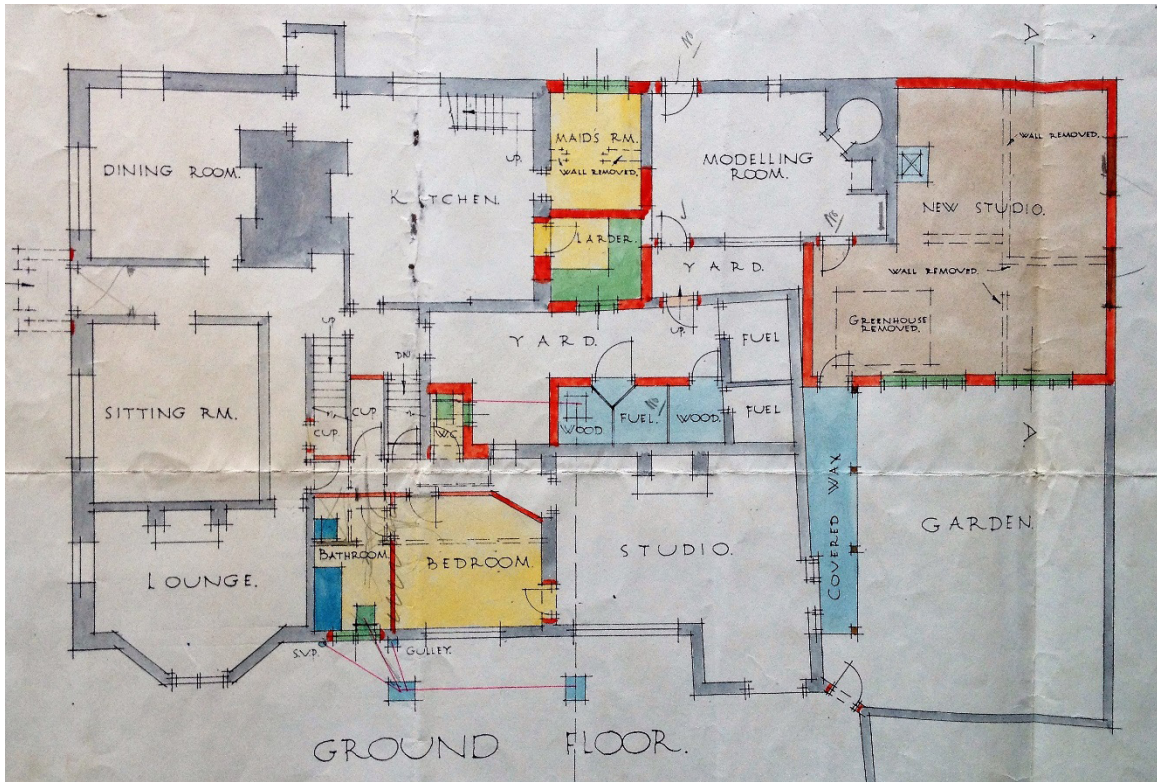 A
MAID'S RM.
WALL REMOVED.
DINING ROOM.
UP.
KITCHEN.
MODELLING
ROOM.
WALL REMOVED.
NEW STUDIO.
LARDER.
YARD.
WALL REMOVED.
UP
UP.
GREENHOUSE
REMOVED.
YARD.
FUEL
DN
SITTING RM.
CUP
CUP.
W.C
WOOD
FUEL.
WOOD.
FUEL
A
COVERED WAY
GARDEN.
STUDIO.
BATHROOM.
BEDROOM.
LOUNGE.
S.V.P.
GULLEY.
GROUND FLOOR.